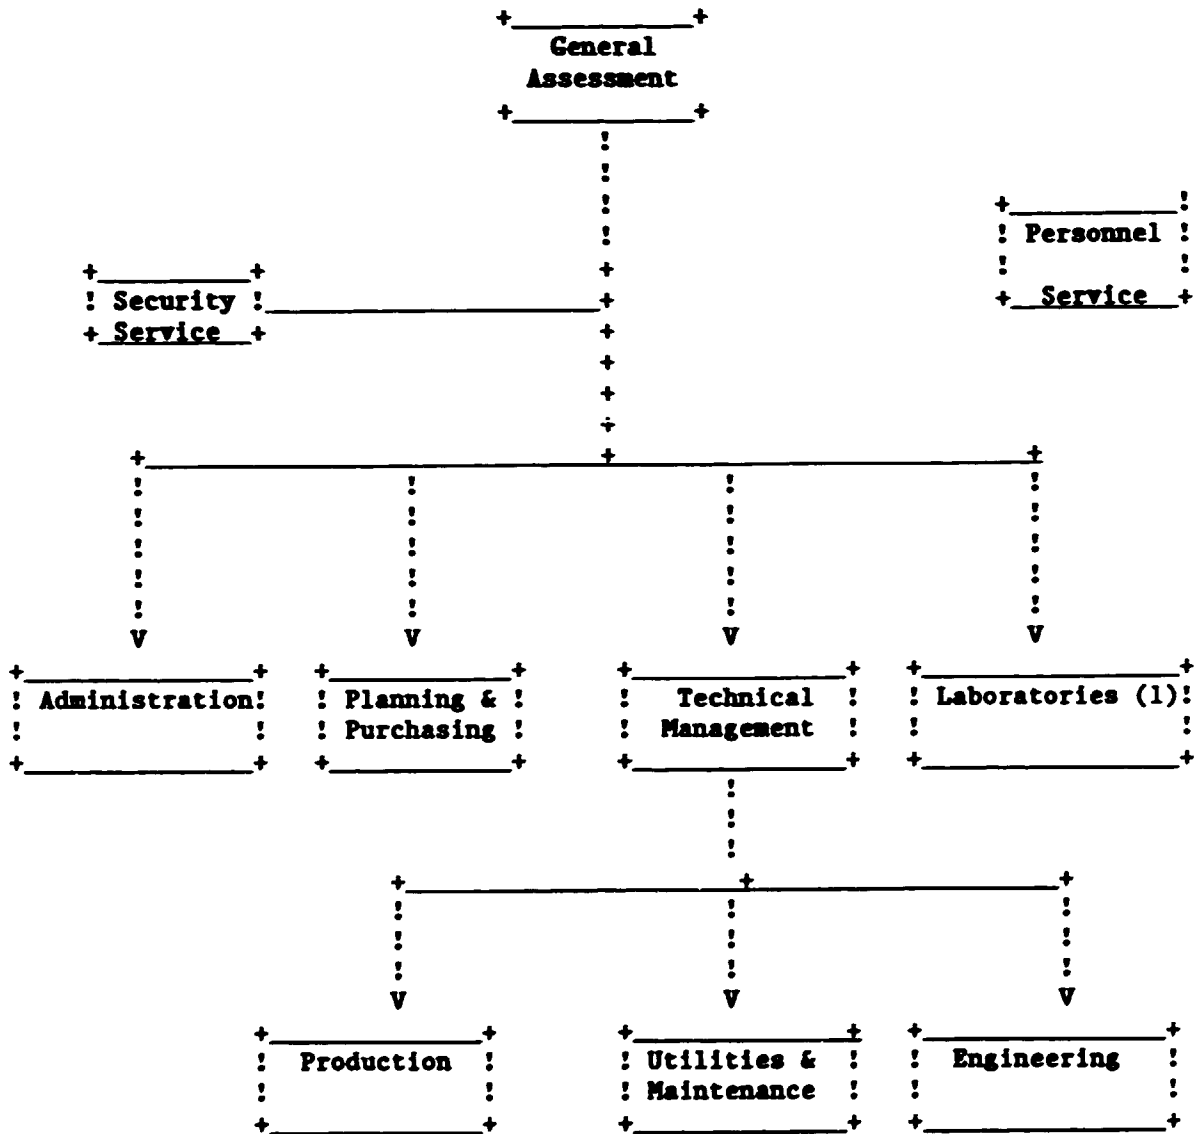 General
Assessment
Personnel
Service
Security
Service
Administration
Planning &
Purchasing
Technical
Management
Laboratories (1)
Production
Utilities &
Maintenance
Engineering